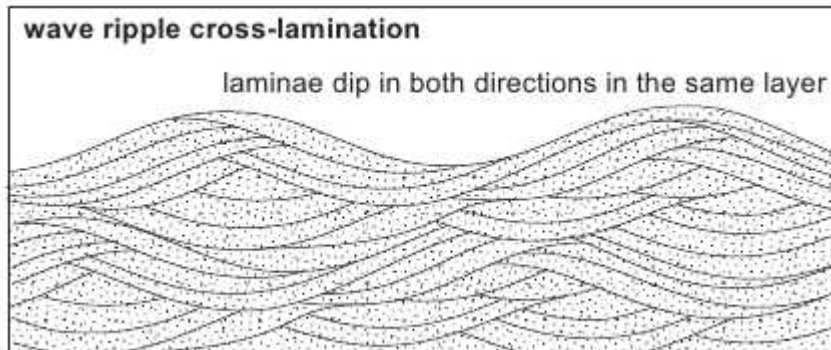 wave ripple cross-lamination
laminae dip in both directions in the same layer